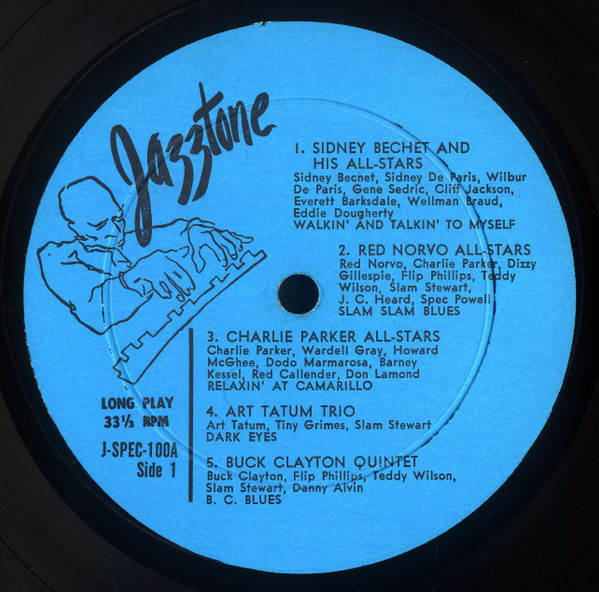 Jazztone
1. SIDNEY BECHET AND
HIS ALL-STARS
Sidney Bechet, Sidney De Paris, Wilbur
De Paris, Gene Sedric, Cliff Jackson,
Everett Barksdale, Wellman Braud,
Eddie Dougherty
WALKIN' AND TALKIN' TO MYSELF
2. RED NORVO ALL-STARS
Red Norvo, Charlie Parker, Dizzy
Gillespie, Flip Phillips, Teddy
Wilson, Slam Stewart,
J. C. Heard, Spec Powell
SLAM SLAM BLUES
3. CHARLIE PARKER ALL-STARS
Charlie Parker, Wardell Gray, Howard
McGhee, Dodo Marmarosa, Barney
Kessel, Red Callender, Don Lamond
RELAXIN' AT CAMARILLO
4. ART TATUM TRIO
Art Tatum, Tiny Grimes, Slam Stewart
DARK EYES
5. BUCK CLAYTON QUINTET
Buck Clayton, Flip Phillips, Teddy Wilson,
Slam Stewart, Danny Alvin
B. C. BLUES
LONG PLAY
33⅓ RPM
J-SPEC-100A
Side 1